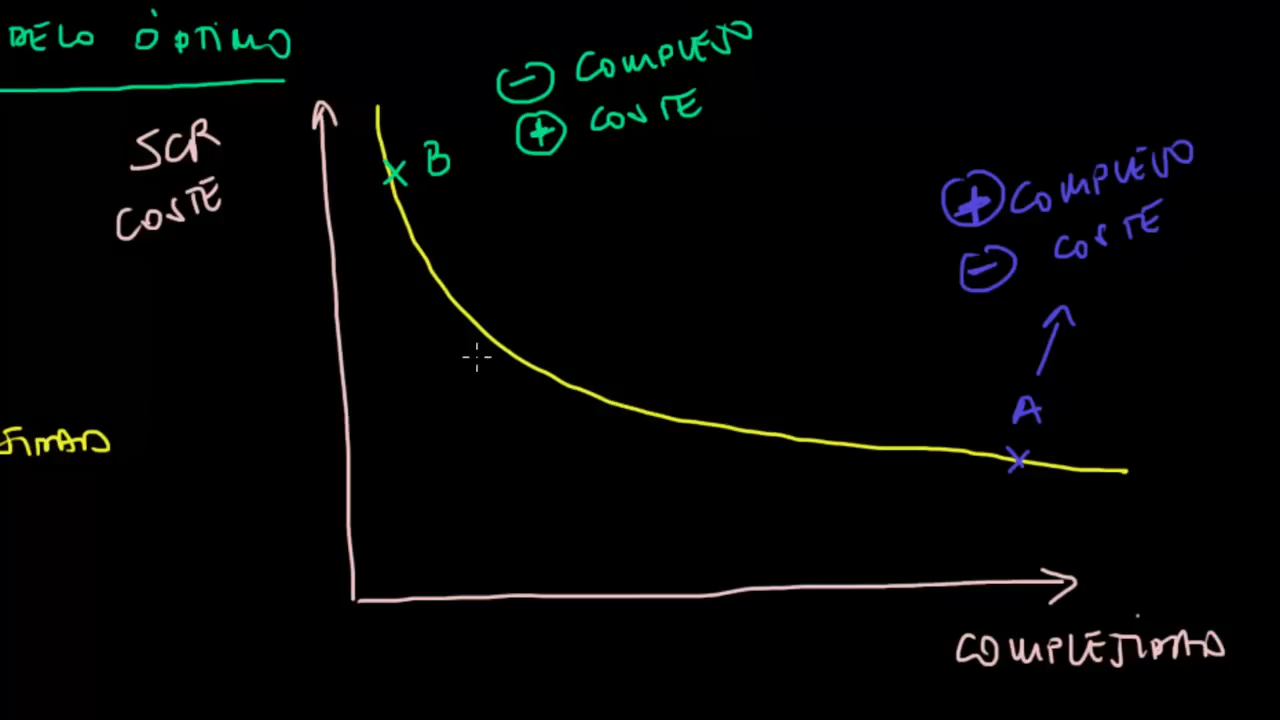 DELO ÓPTIMO
SCR
COSTE
B
- COMPLEJO
+ COSTE
+ COMPLEJO
- COSTE
A
COMPLEJIDAD